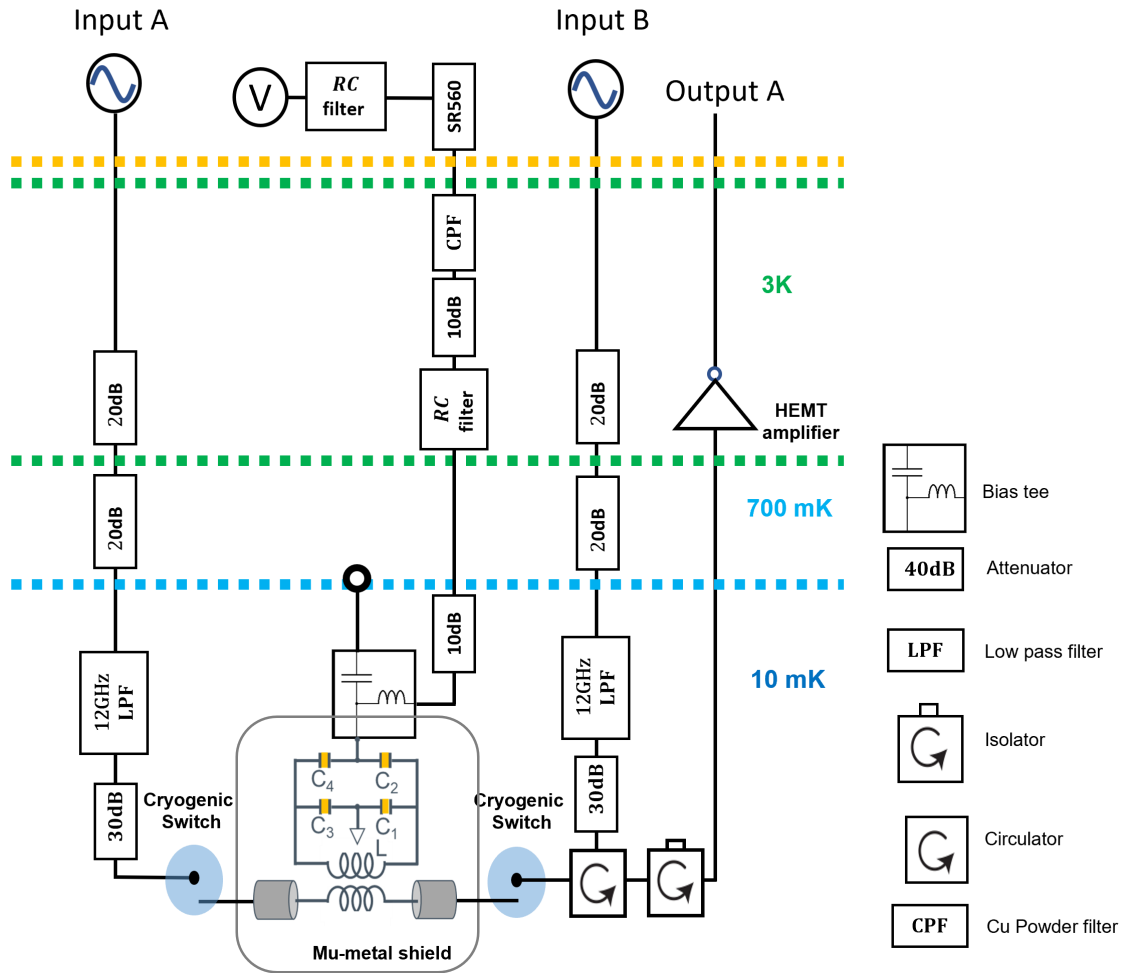 Input A
Input B
Output A
V
RC
filter
SR560
CPF
10dB
3K
20dB
RC
filter
20dB
HEMT
amplifier
20dB
20dB
700 mK
10dB
12GHz
LPF
12GHz
LPF
10 mK
30dB
30dB
Cryogenic
Switch
C4
C2
C3
C1
L
Cryogenic
Switch
Mu-metal shield
Bias tee
40dB
Attenuator
LPF
Low pass filter
Isolator
Circulator
CPF
Cu Powder filter